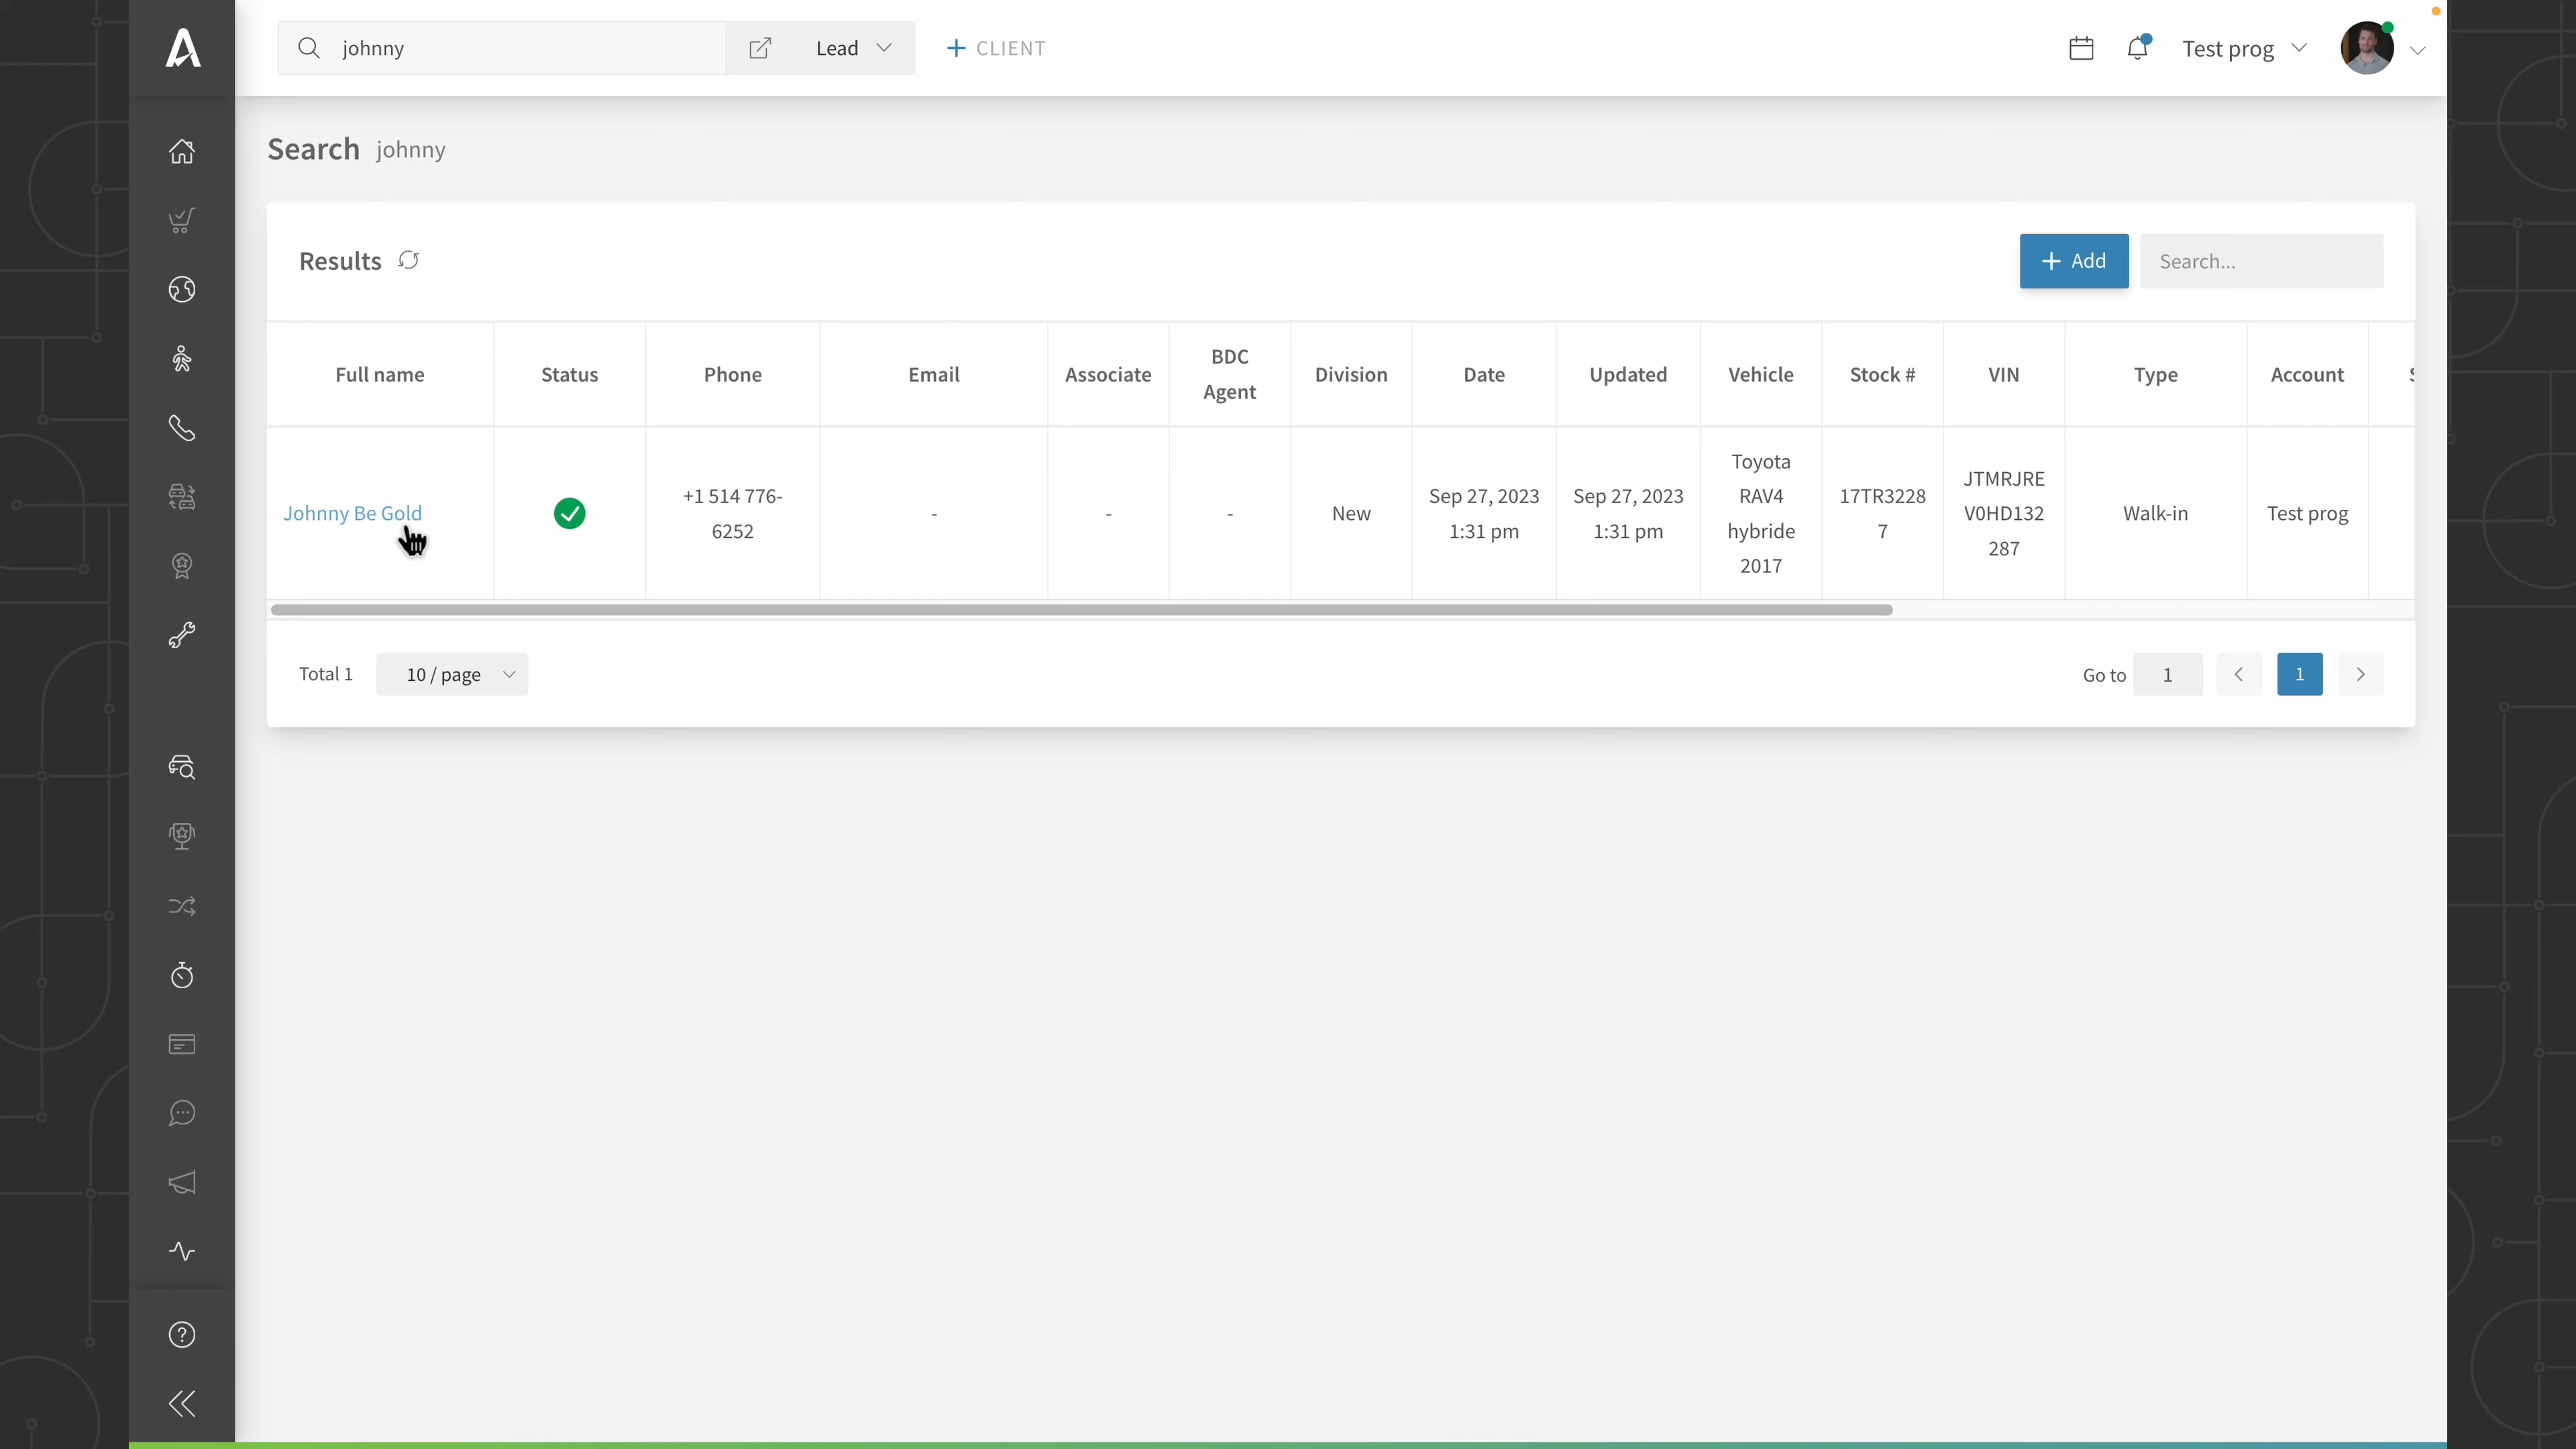 johnny
Lead
+ CLIENT
Test prog
Search johnny
Results
+ Add
Search...
Full name
Status
Phone
Email
Associate
BDC
Agent
Division
Date
Updated
Vehicle
Stock #
VIN
Type
Account
Johnny Be Gold
+1 514 776-
6252
-
-
-
New
Sep 27, 2023
1:31 pm
Sep 27, 2023
1:31 pm
Toyota
RAV4
hybride
2017
17TR3228
7
JTMRJRE
V0HD132
287
Walk-in
Test prog
Total 1
10 / page
Go to
1
1